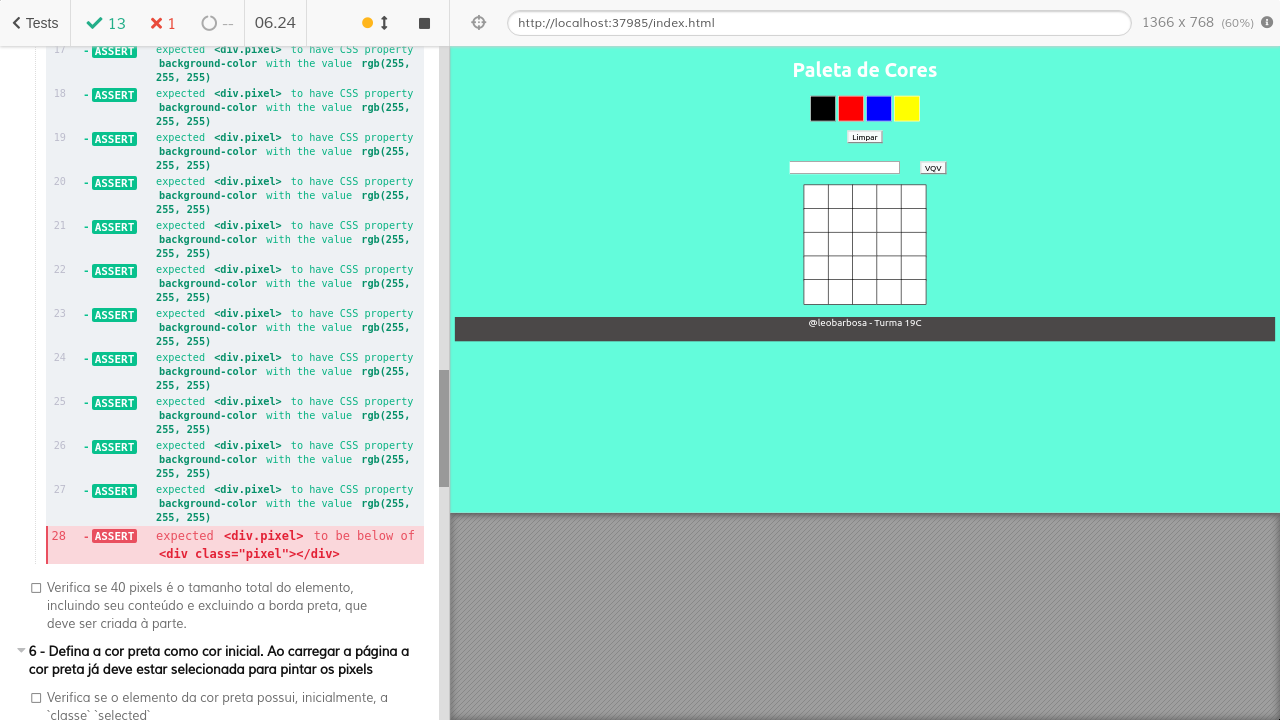 Tests 13 1 -- 06.24 http://localhost:37985/index.html 1366 x 768 (60%)
17 - ASSERT expected <div.pixel> to have CSS property
background-color with the value rgb(255,
255, 255)
18 - ASSERT expected <div.pixel> to have CSS property
background-color with the value rgb(255,
255, 255)
19 - ASSERT expected <div.pixel> to have CSS property
background-color with the value rgb(255,
255, 255)
20 - ASSERT expected <div.pixel> to have CSS property
background-color with the value rgb(255,
255, 255)
21 - ASSERT expected <div.pixel> to have CSS property
background-color with the value rgb(255,
255, 255)
22 - ASSERT expected <div.pixel> to have CSS property
background-color with the value rgb(255,
255, 255)
23 - ASSERT expected <div.pixel> to have CSS property
background-color with the value rgb(255,
255, 255)
24 - ASSERT expected <div.pixel> to have CSS property
background-color with the value rgb(255,
255, 255)
25 - ASSERT expected <div.pixel> to have CSS property
background-color with the value rgb(255,
255, 255)
26 - ASSERT expected <div.pixel> to have CSS property
background-color with the value rgb(255,
255, 255)
27 - ASSERT expected <div.pixel> to have CSS property
background-color with the value rgb(255,
255, 255)
28 - ASSERT expected <div.pixel> to be below of
<div class="pixel"></div>
Verifica se 40 pixels é o tamanho total do elemento,
incluindo seu conteúdo e excluindo a borda preta, que
deve ser criada à parte.
6 - Defina a cor preta como cor inicial. Ao carregar a página a
cor preta já deve estar selecionada para pintar os pixels
Verifica se o elemento da cor preta possui, inicialmente, a
`classe` `selected`
Paleta de Cores
Limpar
VQV
@leobarbosa - Turma 19C